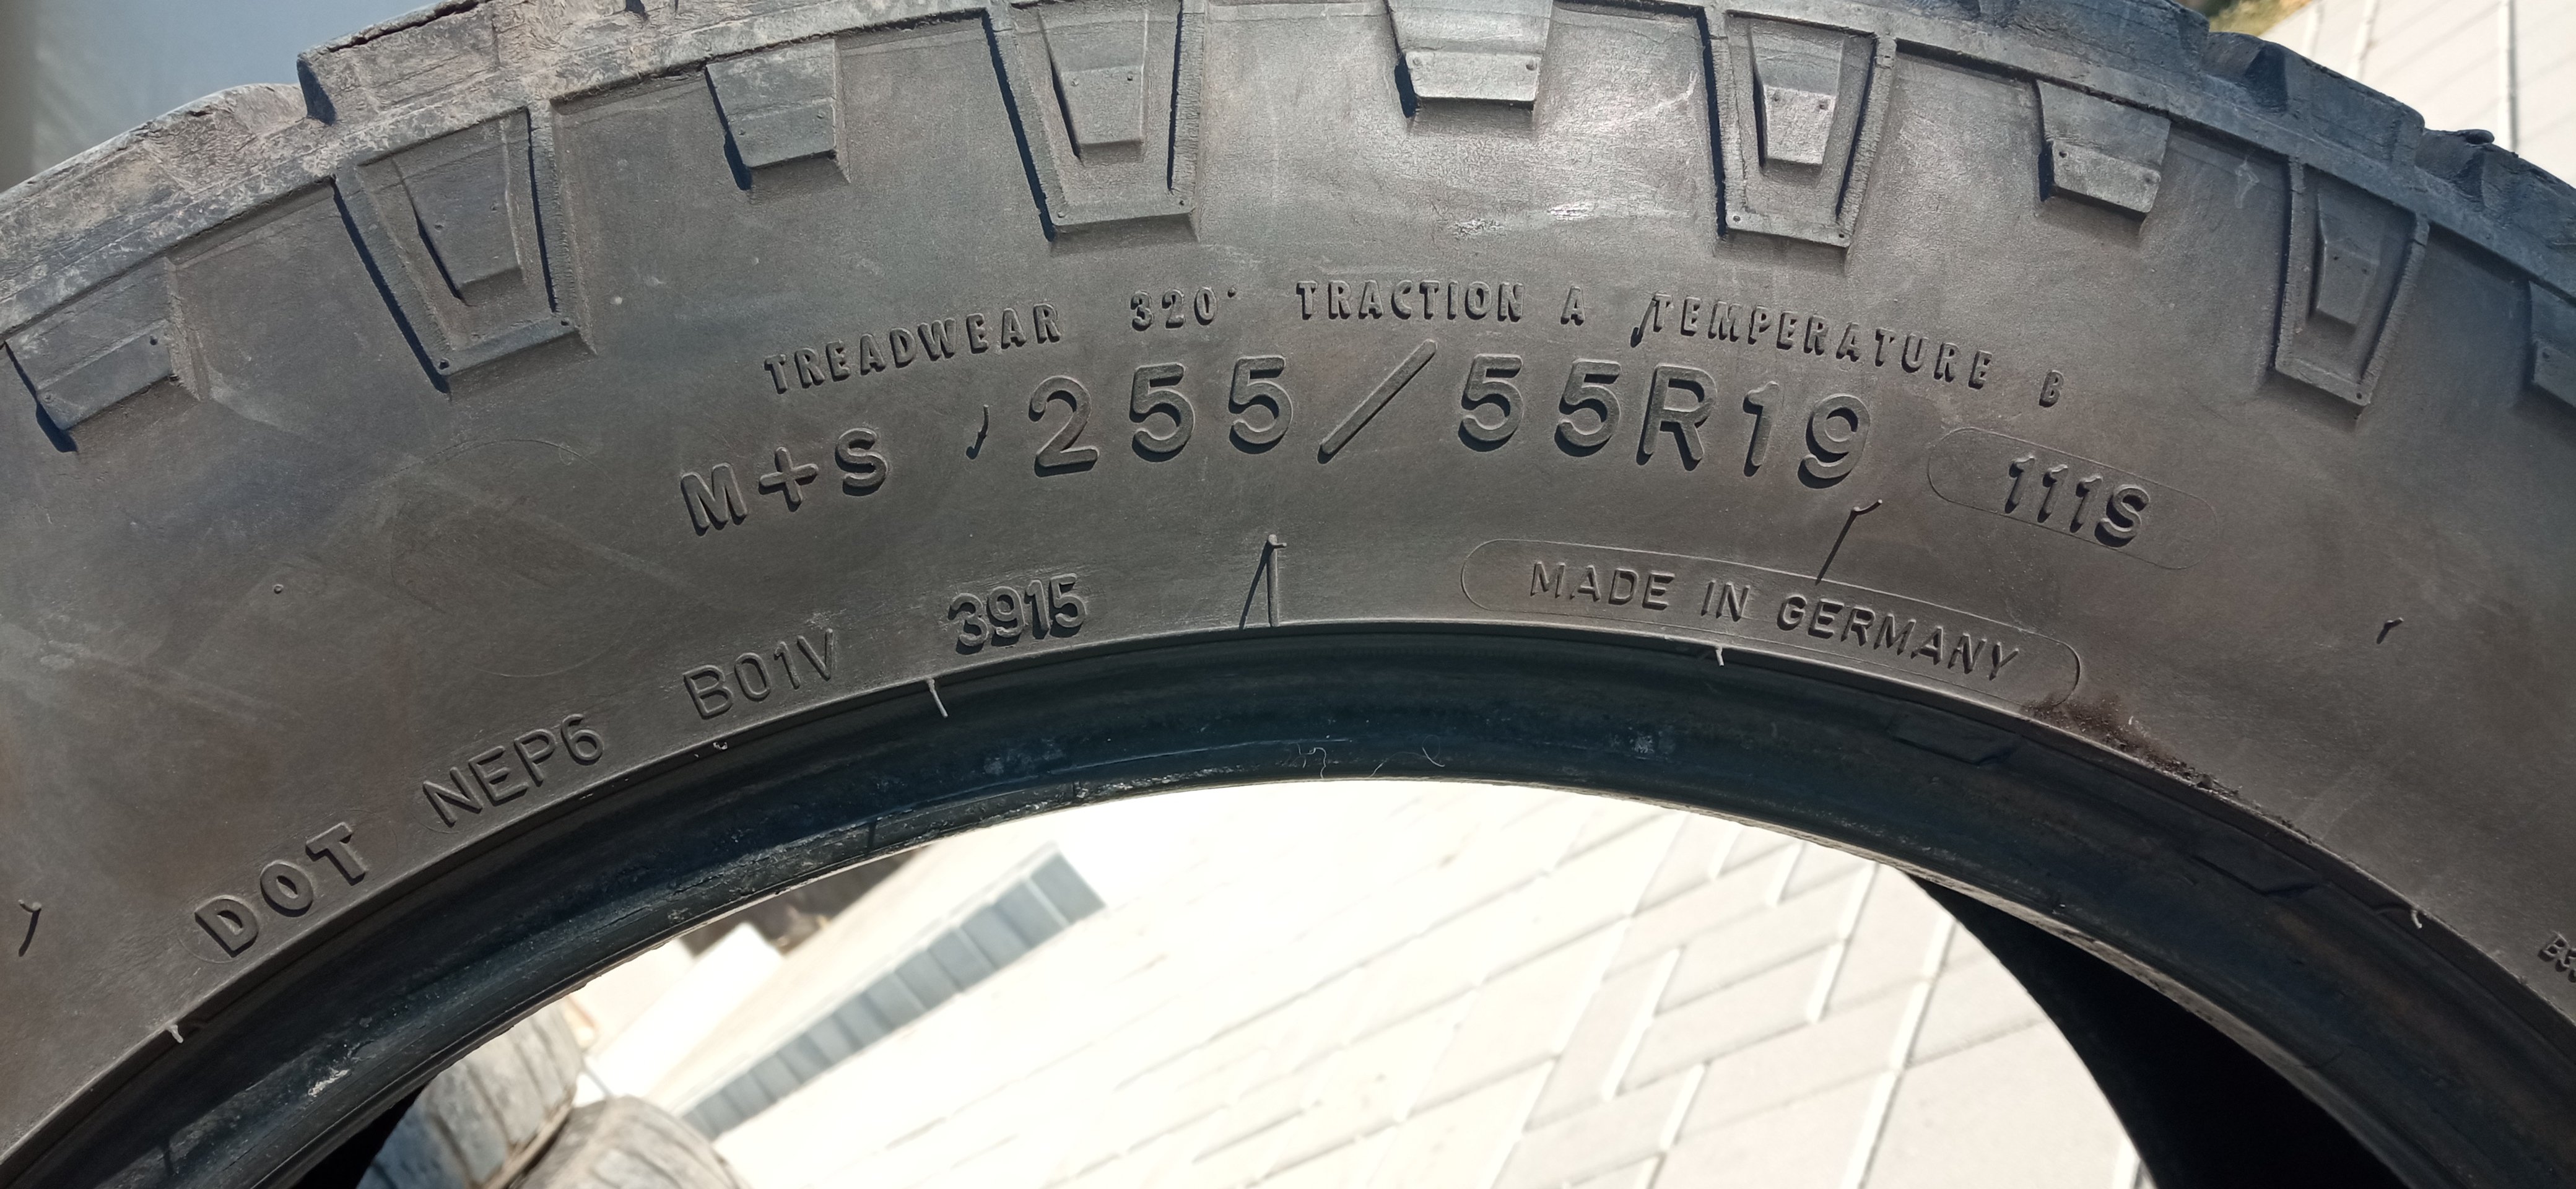 TREADWEAR 320 TRACTION A TEMPERATURE B
M+S 255/55R19 111S
DOT NEP6 B01V 3915 MADE IN GERMANY